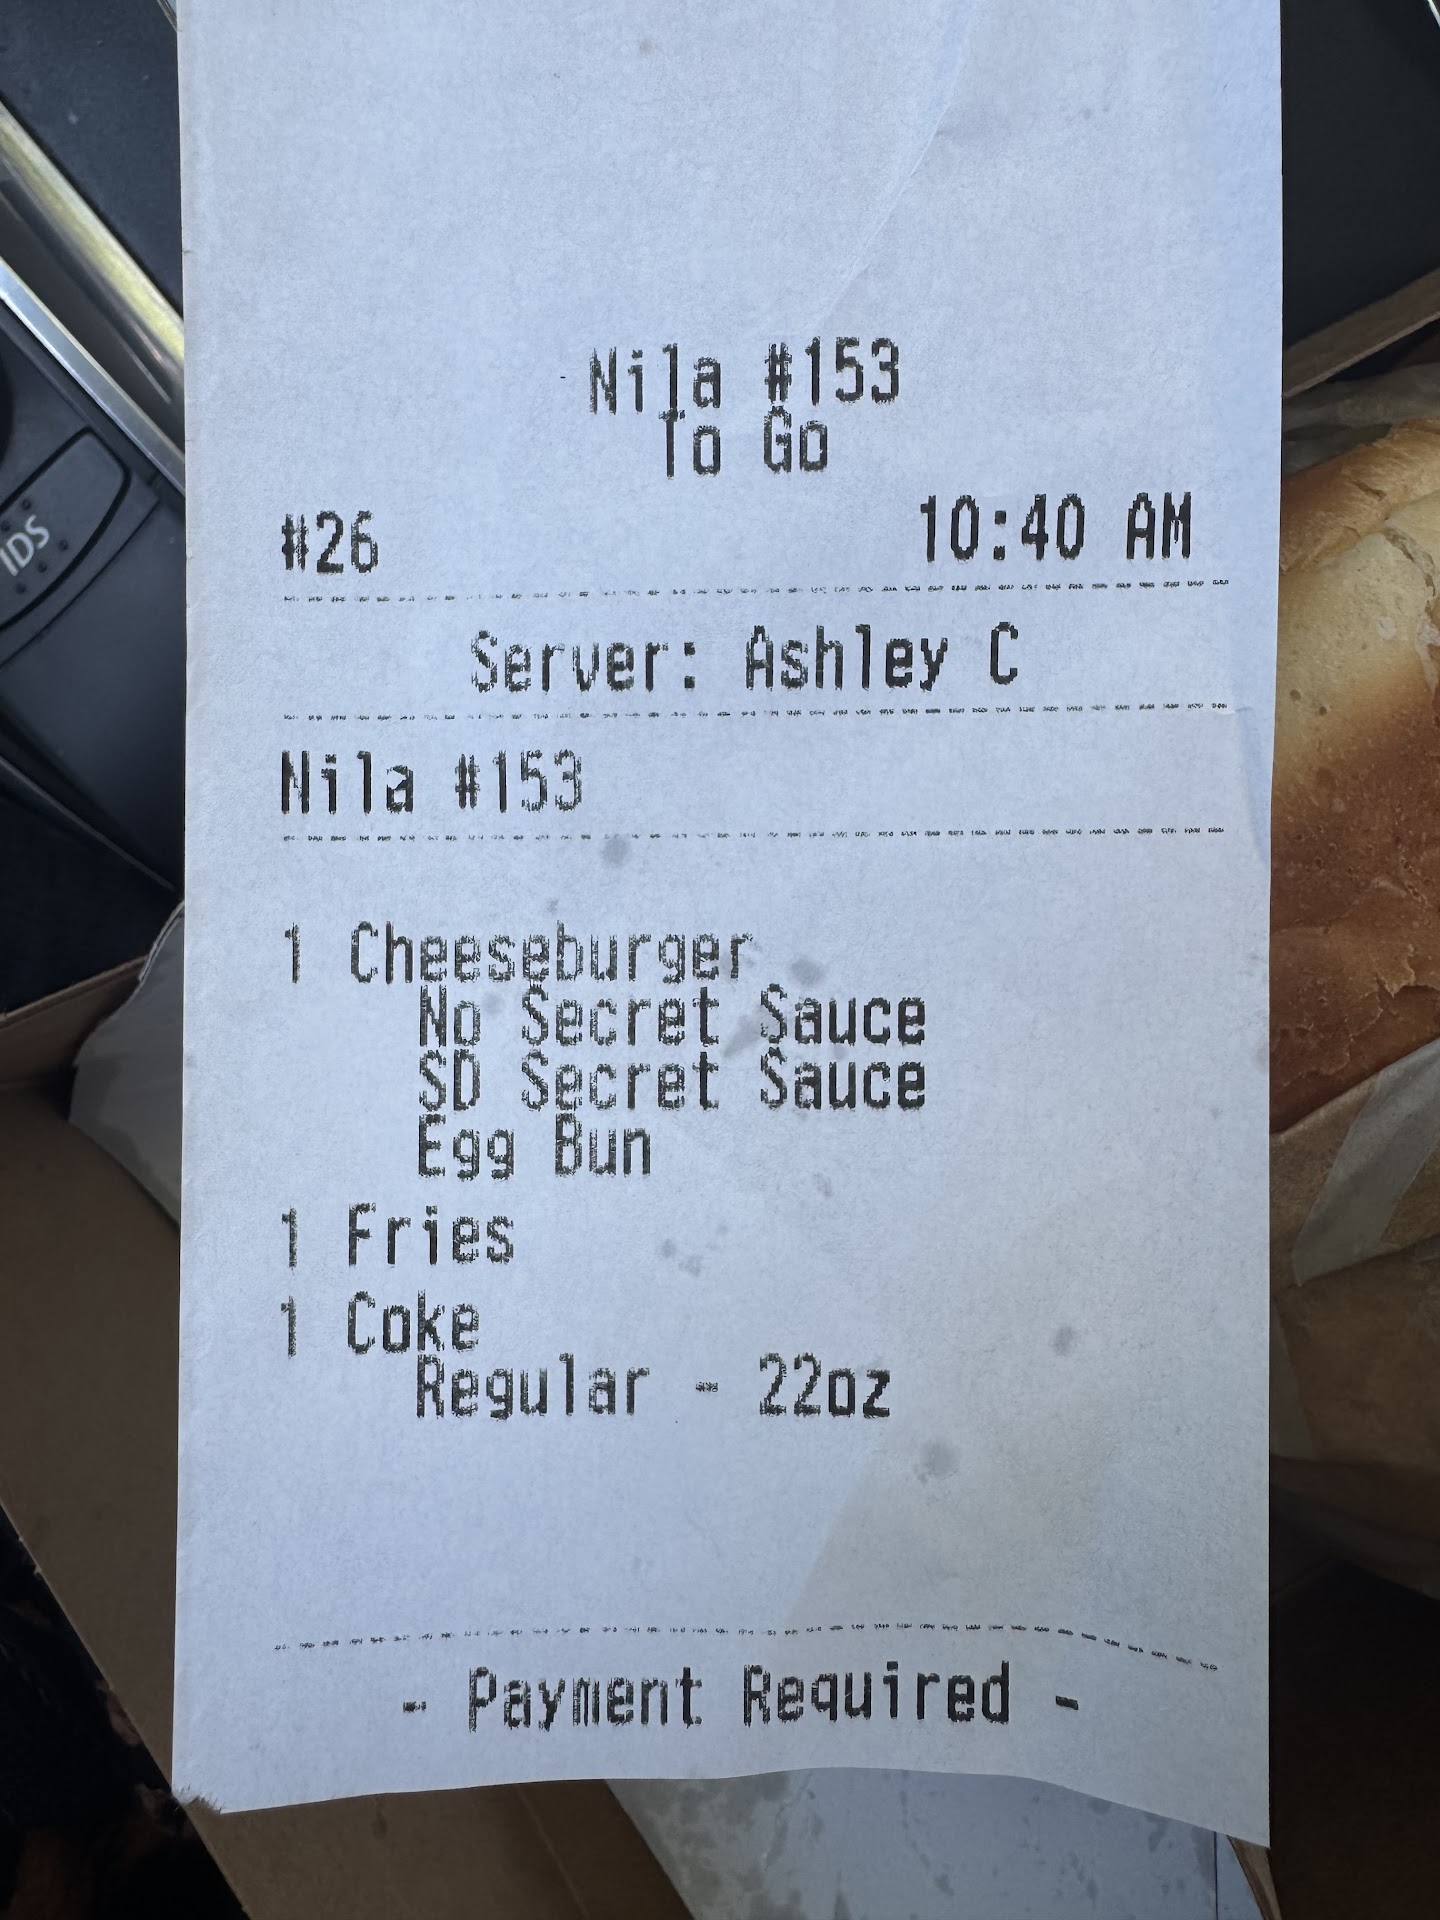 Nila #153
To Go
#26 10:40 AM
Server: Ashley C
Nila #153
1 Cheeseburger
No Secret Sauce
SD Secret Sauce
Egg Bun
1 Fries
1 Coke
Regular - 22oz
- Payment Required -
IDS